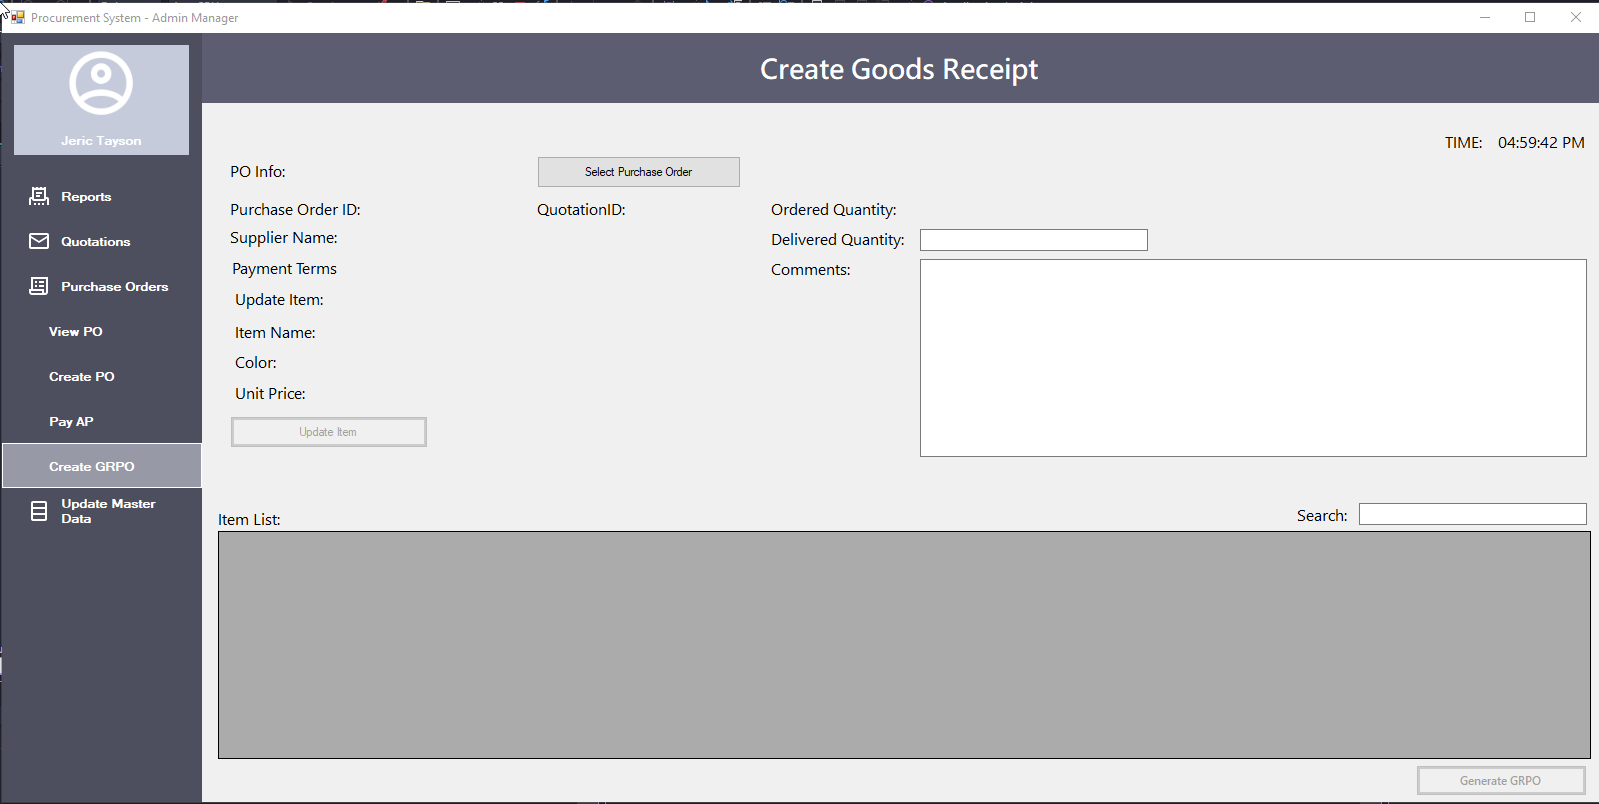 Procurement System - Admin Manager
Create Goods Receipt
Jeric Tayson
Reports
Quotations
Purchase Orders
View PO
Create PO
Pay AP
Create GRPO
Update Master
Data
TIME: 04:59:42 PM
PO Info:
Select Purchase Order
Purchase Order ID:
QuotationID:
Ordered Quantity:
Supplier Name:
Delivered Quantity:
Payment Terms
Comments:
Update Item:
Item Name:
Color:
Unit Price:
Update Item
Item List:
Search:
Generate GRPO